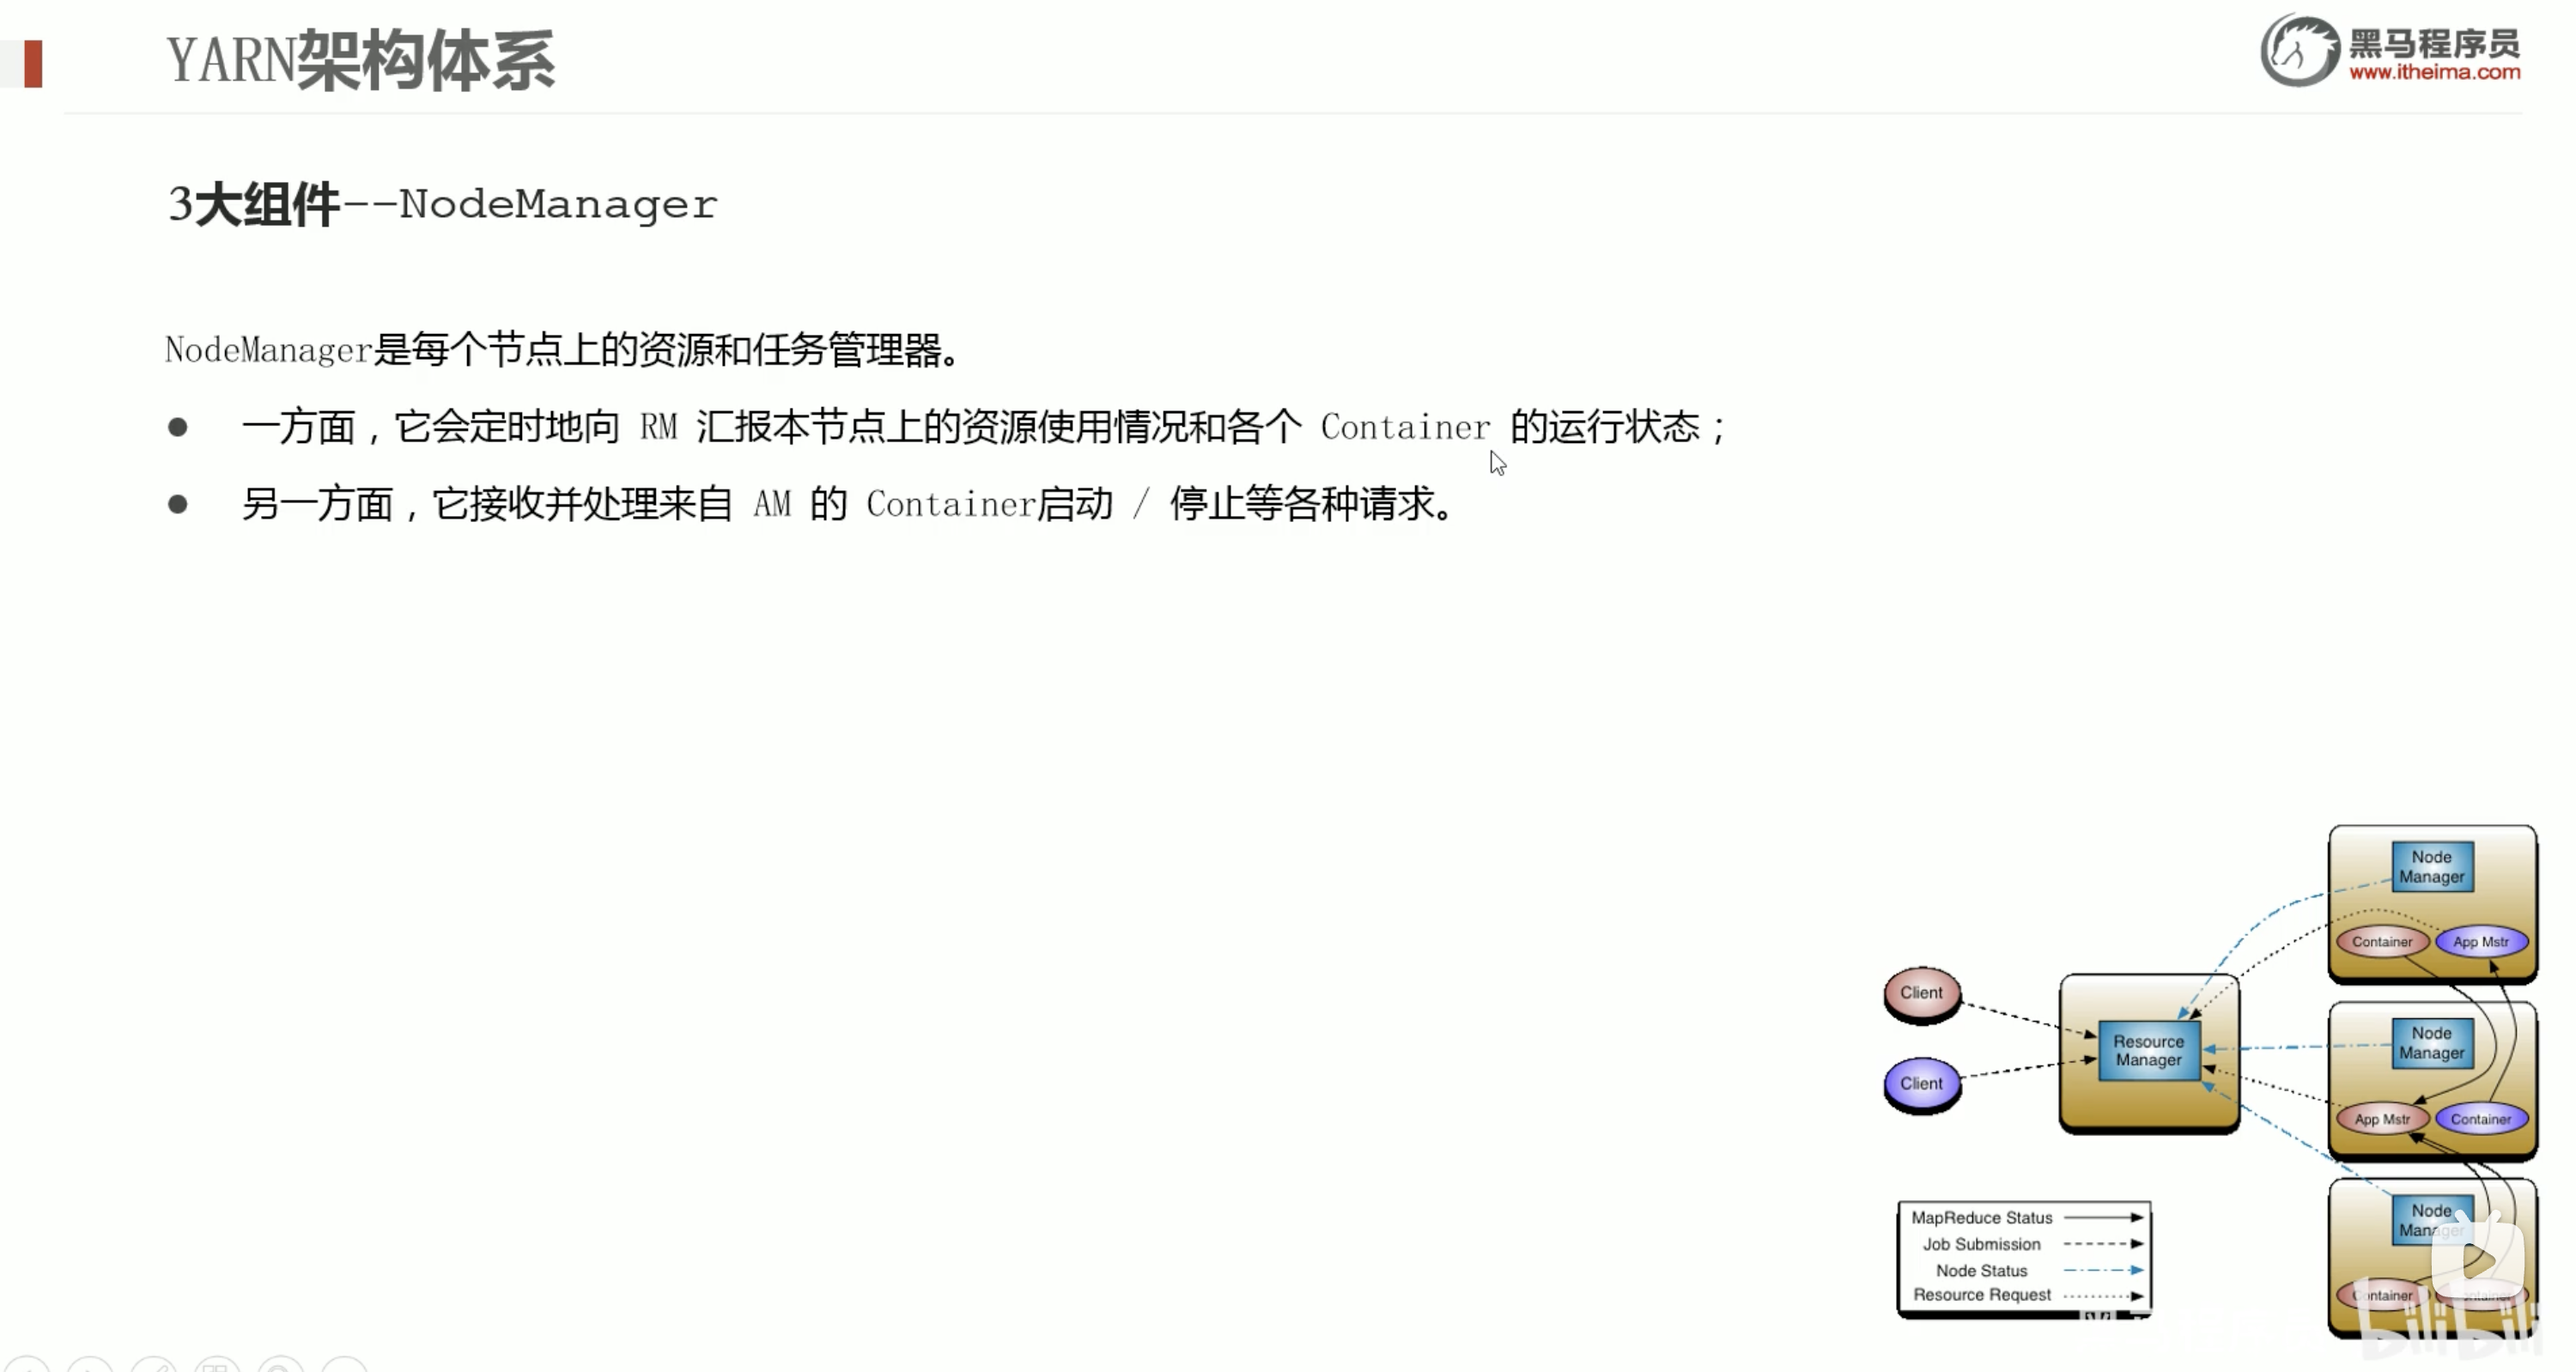 YARN架构体系
黑马程序员
www.itheima.com
3大组件--NodeManager
NodeManager是每个节点上的资源和任务管理器。
● 一方面，它会定时地向 RM 汇报本节点上的资源使用情况和各个 Container 的运行状态；
● 另一方面，它接收并处理来自 AM 的 Container启动 / 停止等各种请求。
Node
Manager
Container
App Mstr
Client
Client
Resource
Manager
Node
Manager
App Mstr
Container
MapReduce Status
Job Submission
Node Status
Resource Request
Node
Manager
Container
Container
bilibili